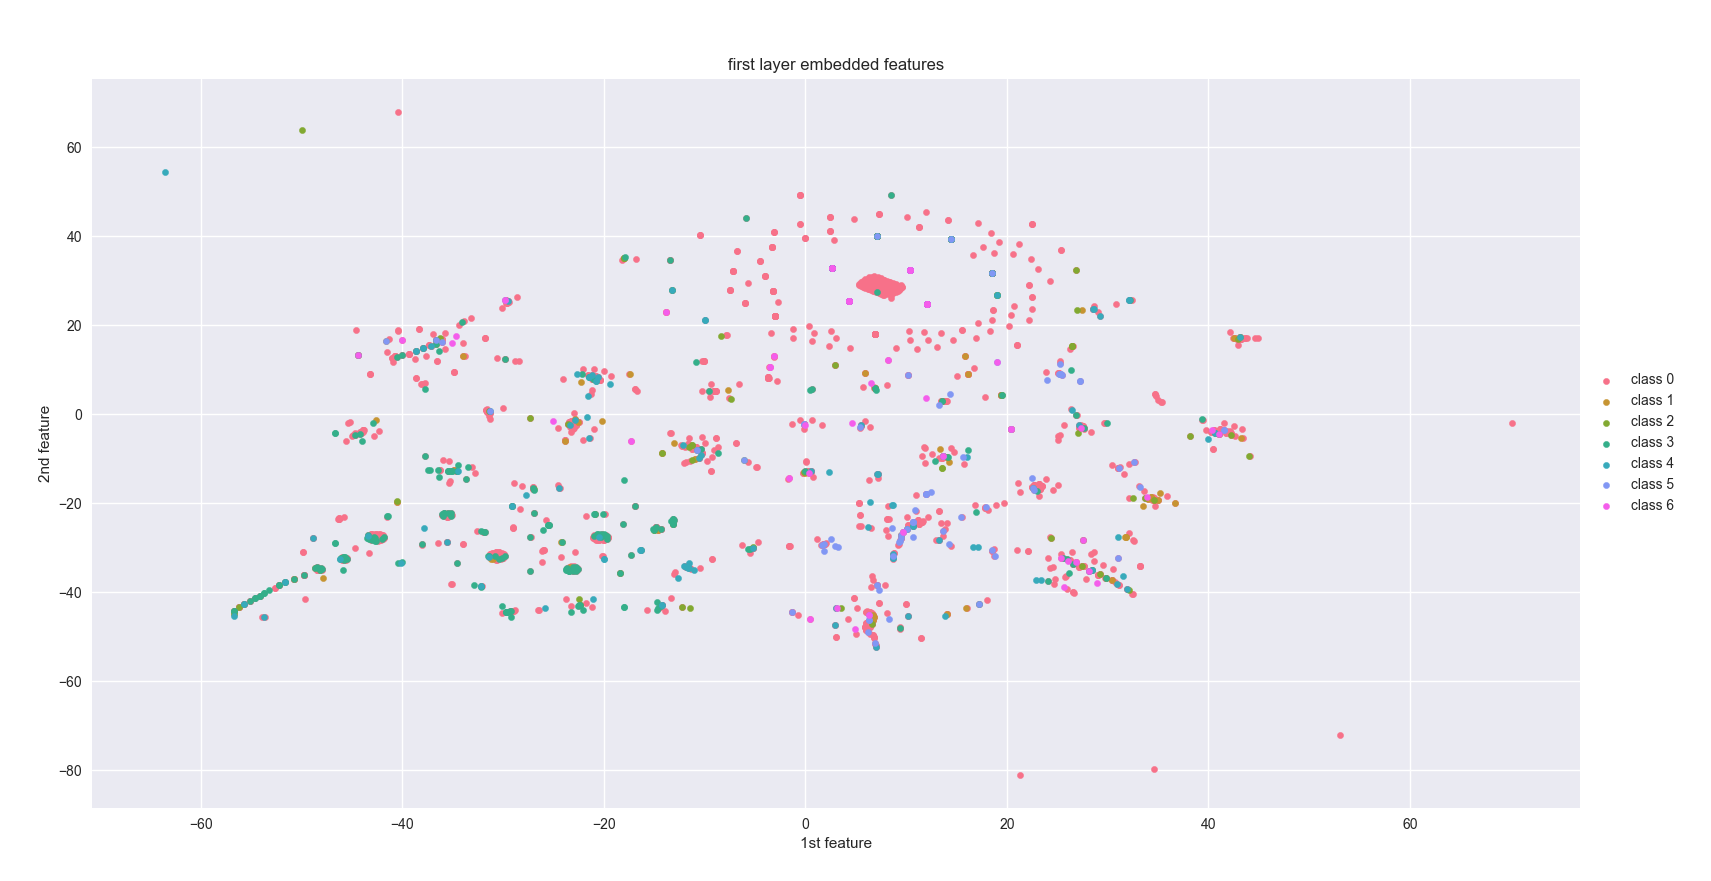 first layer embedded features
60
40
20
0
−20
−40
−60
−80
2nd feature
−60
−40
−20
0
20
40
60
1st feature
class 0
class 1
class 2
class 3
class 4
class 5
class 6